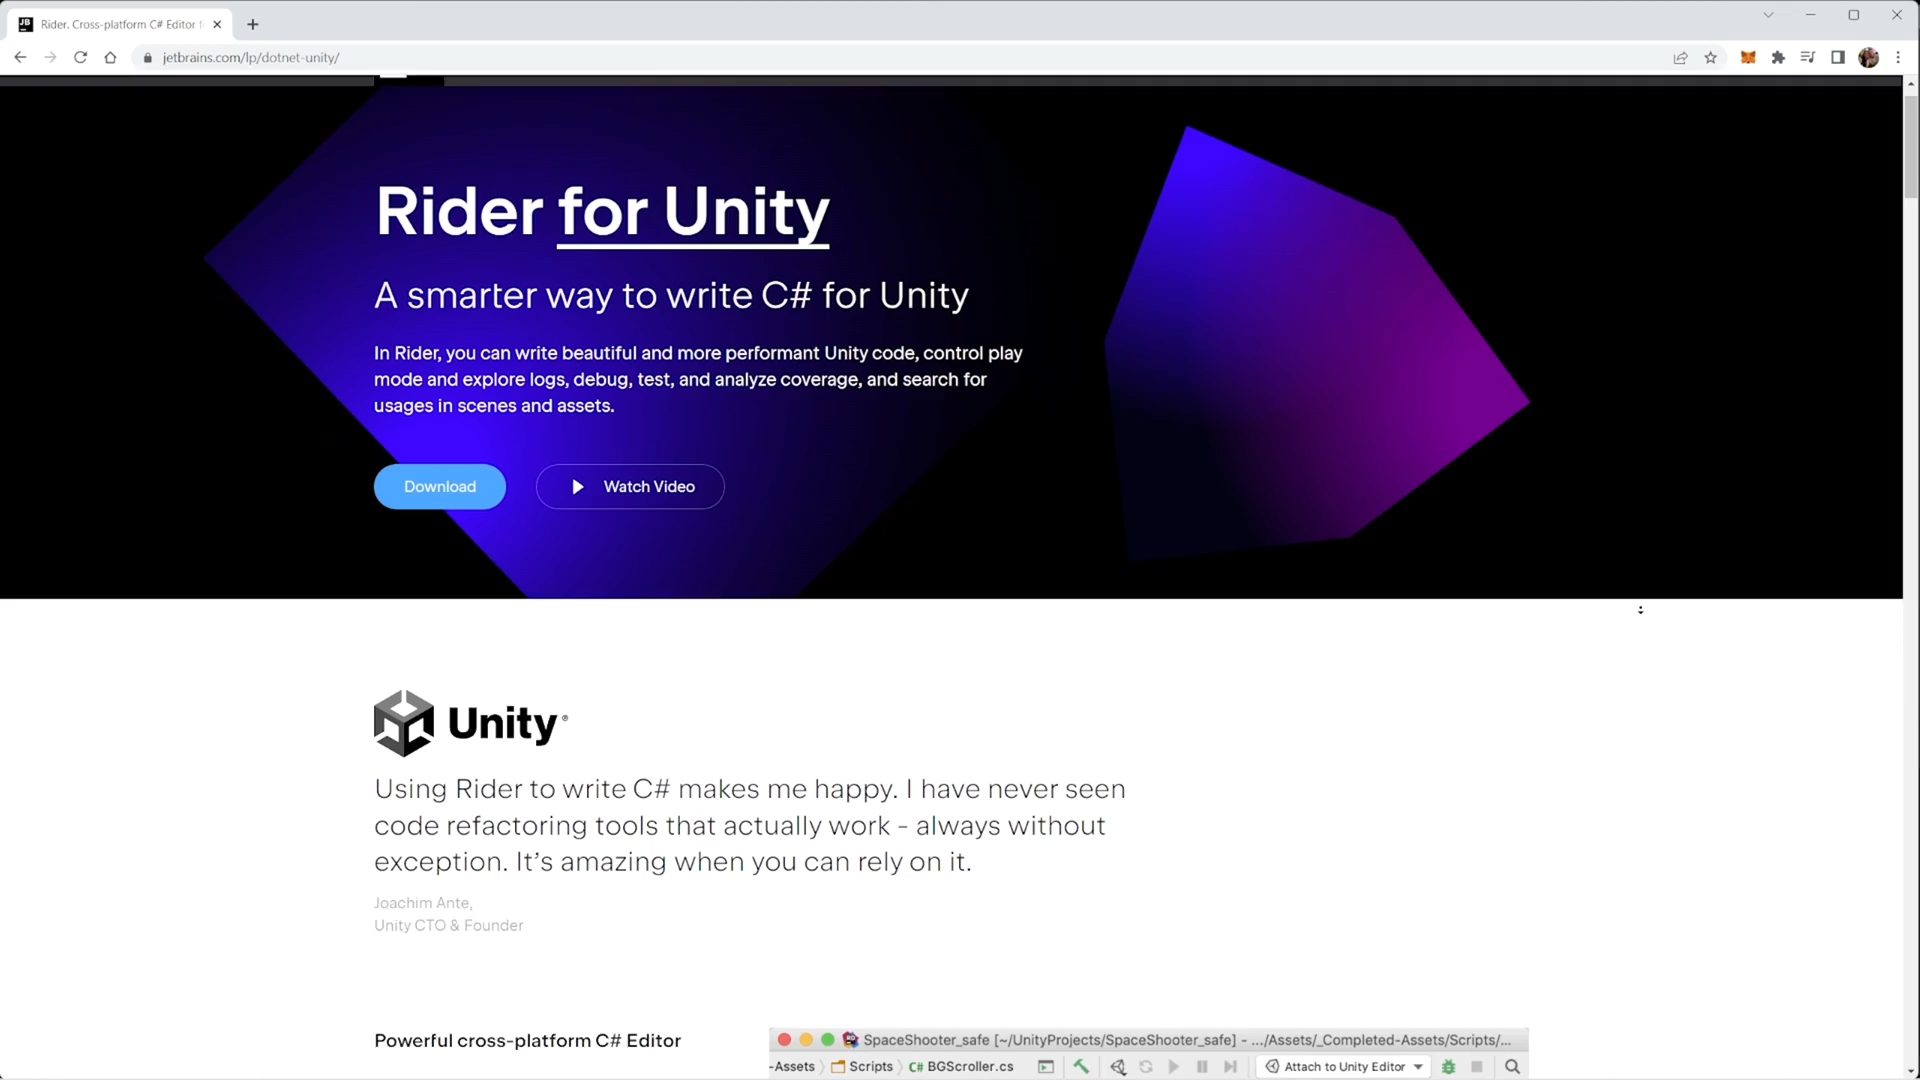 JB
Rider. Cross-platform C# Editor f
jetbrains.com/lp/dotnet-unity/
Rider for Unity
A smarter way to write C# for Unity
In Rider, you can write beautiful and more performant Unity code, control play
mode and explore logs, debug, test, and analyze coverage, and search for
usages in scenes and assets.
Download
Watch Video
Unity®
Using Rider to write C# makes me happy. I have never seen
code refactoring tools that actually work - always without
exception. It’s amazing when you can rely on it.
Joachim Ante,
Unity CTO & Founder
Powerful cross-platform C# Editor
SpaceShooter_safe [~/UnityProjects/SpaceShooter_safe] - .../Assets/_Completed-Assets/Scripts/...
-Assets
Scripts
C# BGScroller.cs
Attach to Unity Editor